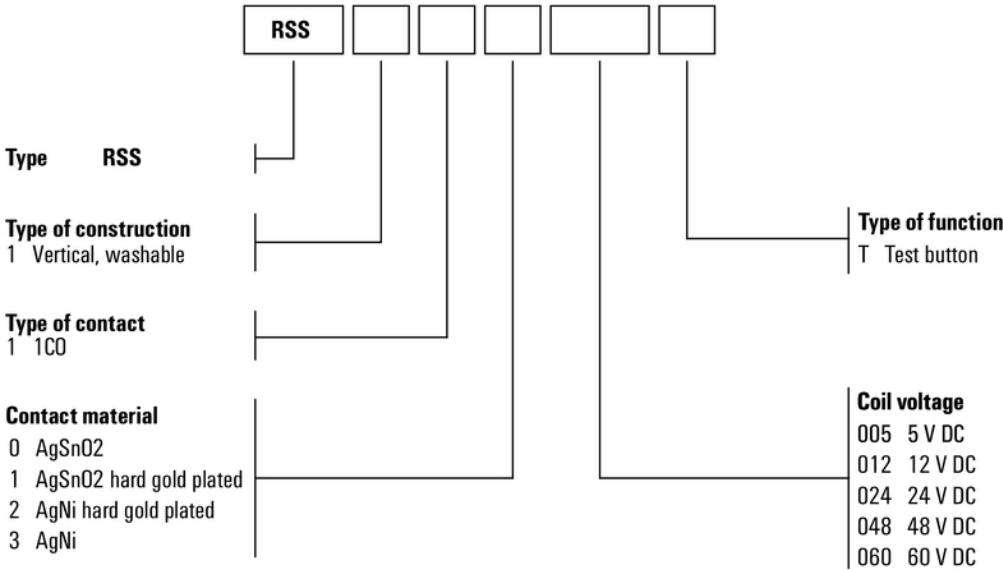 RSS
Type RSS
Type of construction
1 Vertical, washable
Type of contact
1 1CO
Contact material
0 AgSnO2
1 AgSnO2 hard gold plated
2 AgNi hard gold plated
3 AgNi
Type of function
T Test button
Coil voltage
005 5 V DC
012 12 V DC
024 24 V DC
048 48 V DC
060 60 V DC